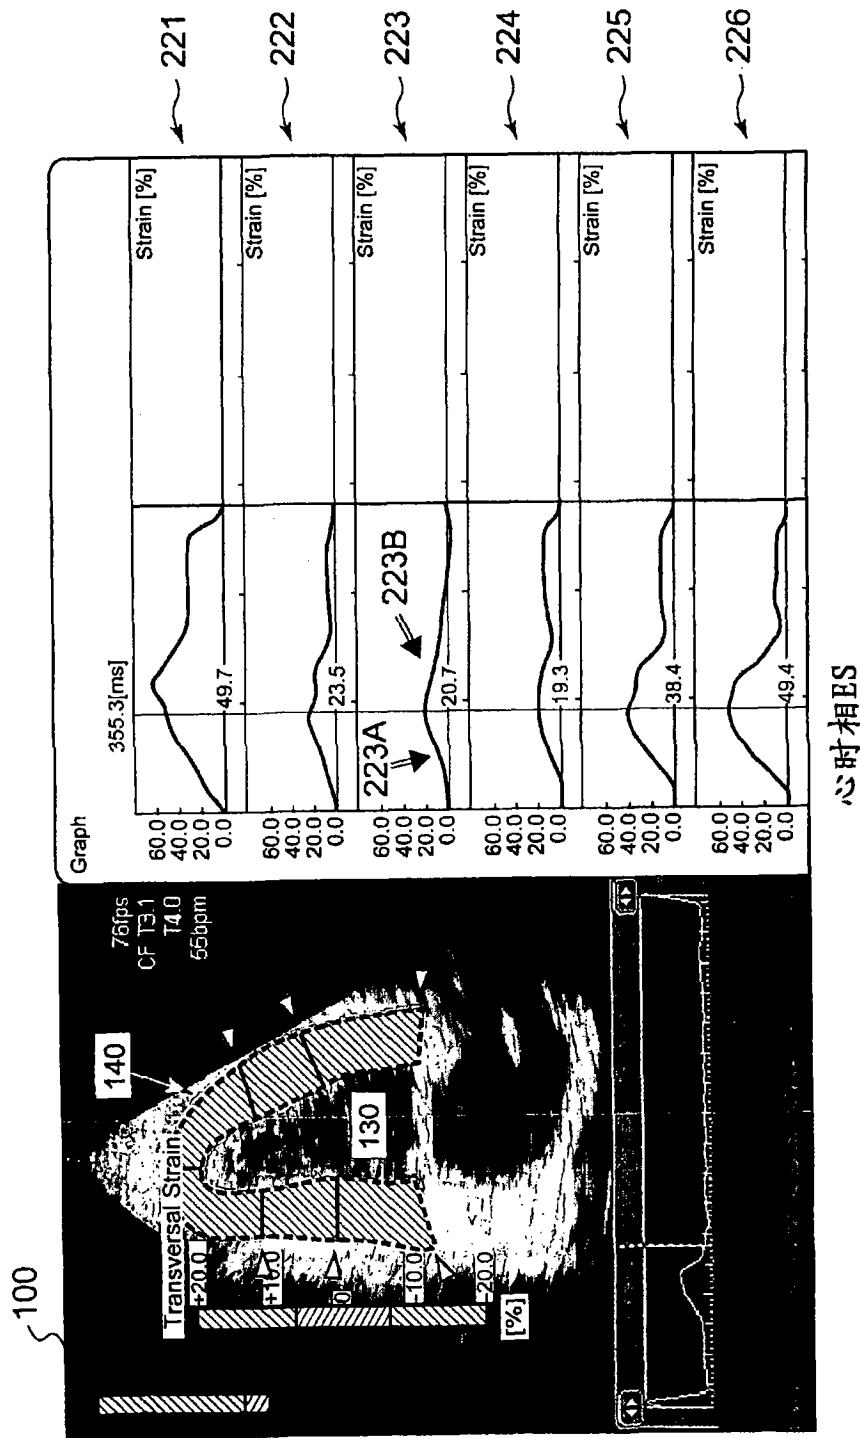 100
Transversal Strain
140
76fps
CF T3.1
T4.0
55bpm
130
+20.0
+10.0
0
-10.0
-20.0
[%]
Graph
355.3[ms]
60.0
40.0
20.0
0.0
49.7
Strain [%]
221
60.0
40.0
20.0
0.0
23.5
Strain [%]
222
60.0
40.0
20.0
0.0
223A
223B
20.7
Strain [%]
223
60.0
40.0
20.0
0.0
19.3
Strain [%]
224
60.0
40.0
20.0
0.0
38.4
Strain [%]
225
60.0
40.0
20.0
0.0
49.4
Strain [%]
226
心时相ES